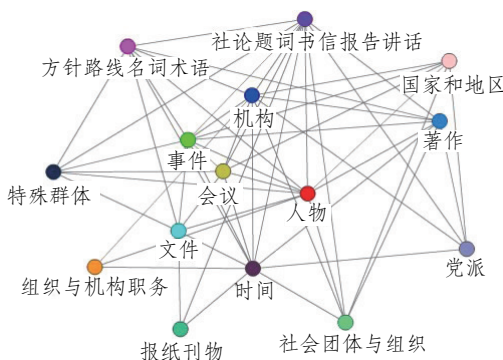 社论题词书信报告讲话
方针路线名词术语
国家和地区
机构
著作
事件
会议
特殊群体
人物
文件
党派
组织与机构职务
时间
报纸刊物
社会团体与组织